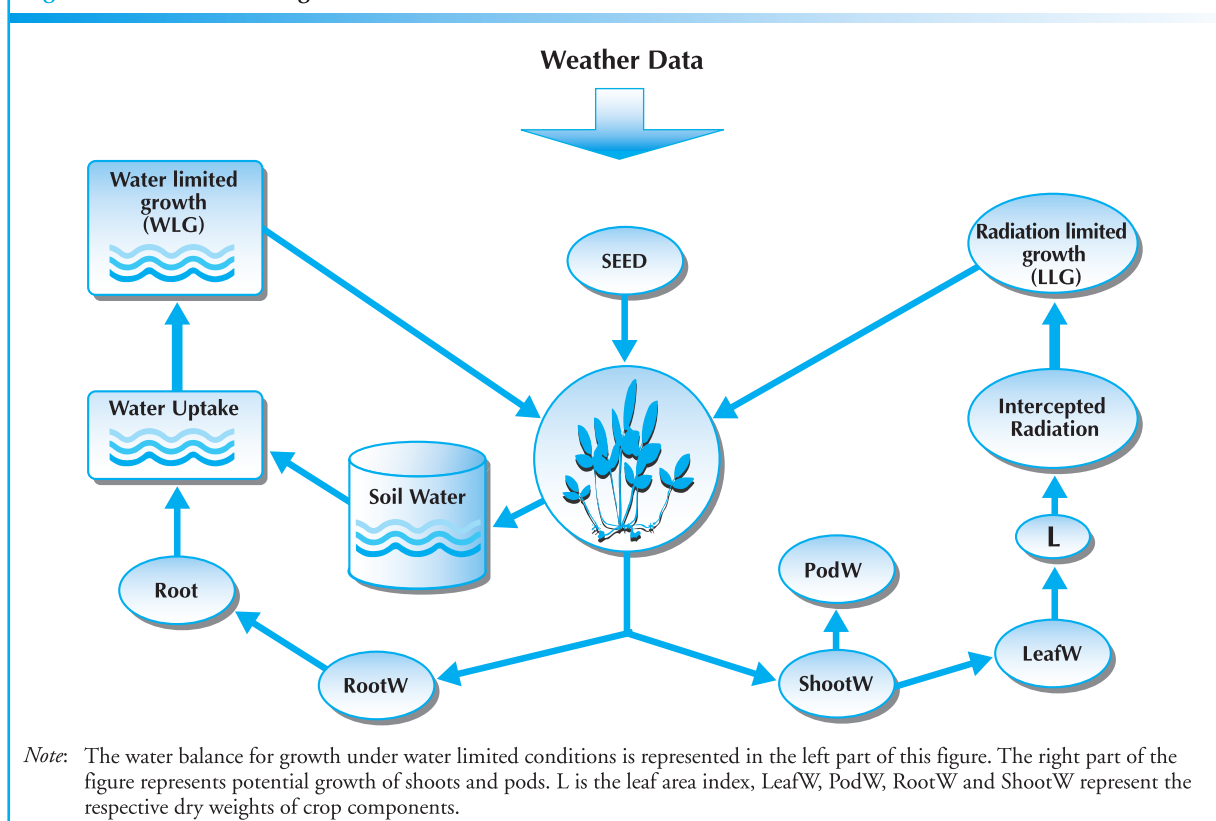 Weather Data
Water limited
growth
(WLG)
SEED
Radiation limited
growth
(LLG)
Water Uptake
Intercepted
Radiation
Soil Water
L
PodW
Root
LeafW
RootW
ShootW
Note: The water balance for growth under water limited conditions is represented in the left part of this figure. The right part of the
figure represents potential growth of shoots and pods. L is the leaf area index, LeafW, PodW, RootW and ShootW represent the
respective dry weights of crop components.